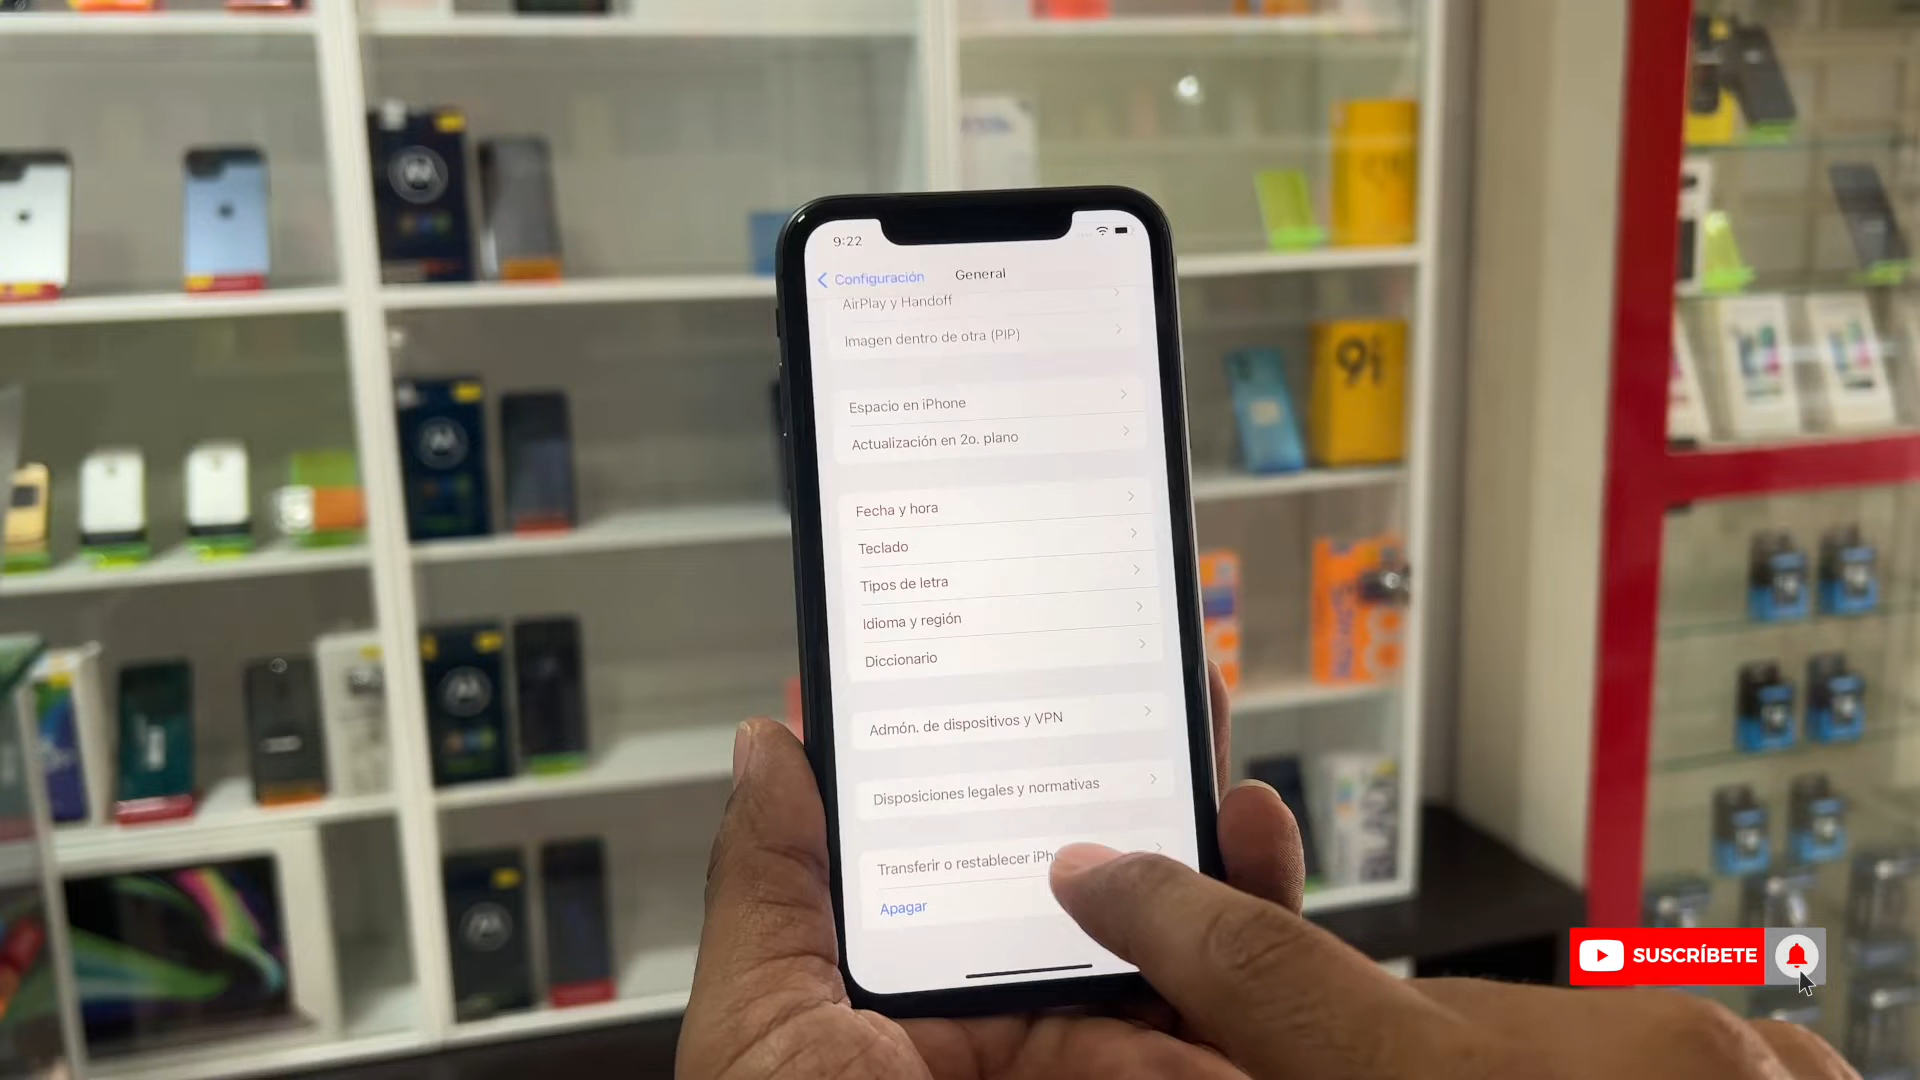 9:22
Configuración
General
AirPlay y Handoff
Imagen dentro de otra (PIP)
Espacio en iPhone
Actualización en 2o. plano
Fecha y hora
Teclado
Tipos de letra
Idioma y región
Diccionario
Admón. de dispositivos y VPN
Disposiciones legales y normativas
Transferir o restablecer iPh
Apagar
9i
SUSCRÍBETE